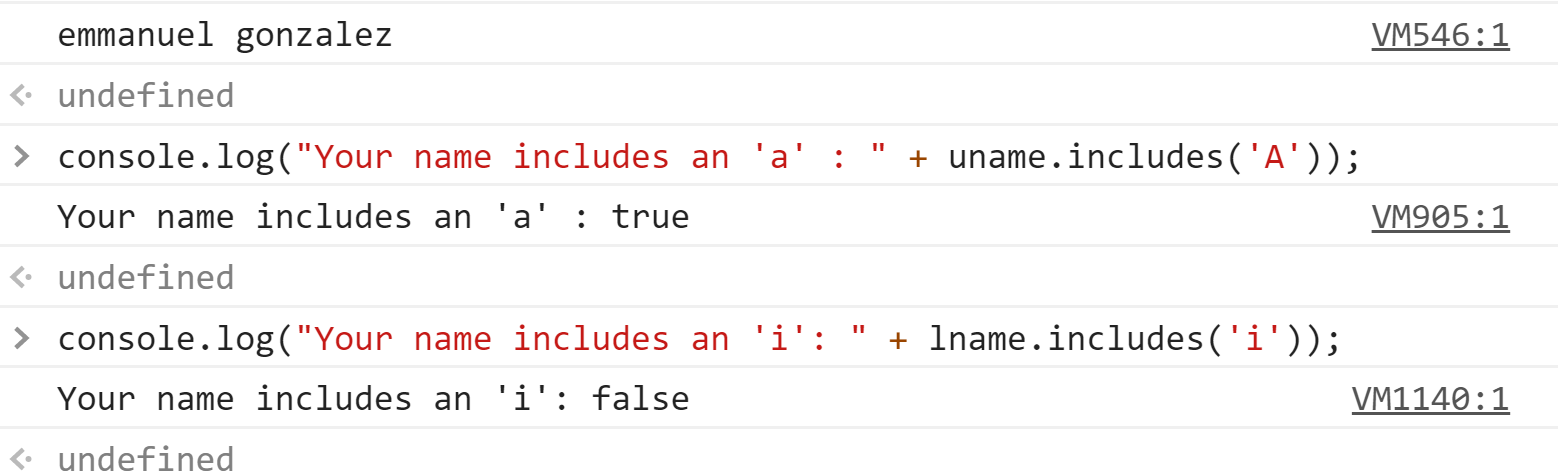 emmanuel gonzalez VM546:1
undefined
console.log("Your name includes an 'a' : " + uname.includes('A'));
Your name includes an 'a' : true VM905:1
undefined
console.log("Your name includes an 'i': " + lname.includes('i'));
Your name includes an 'i': false VM1140:1
undefined